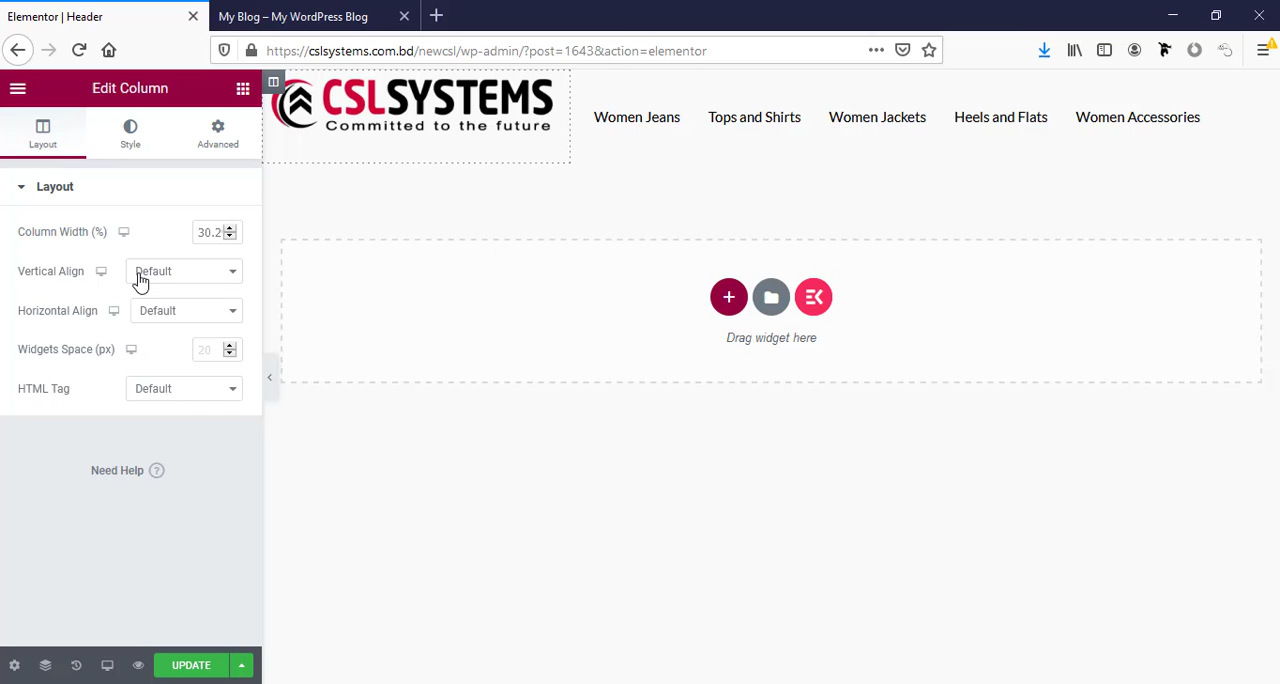 Elementor | Header
My Blog – My WordPress Blog
https://cslsystems.com.bd/newcsl/wp-admin/?post=1643&action=elementor
Edit Column
Layout
Style
Advanced
Layout
Column Width (%)
30.2
Vertical Align
Default
Horizontal Align
Default
Widgets Space (px)
20
HTML Tag
Default
Need Help ?
UPDATE
CSLSYSTEMS
Committed to the future
Women Jeans
Tops and Shirts
Women Jackets
Heels and Flats
Women Accessories
Drag widget here